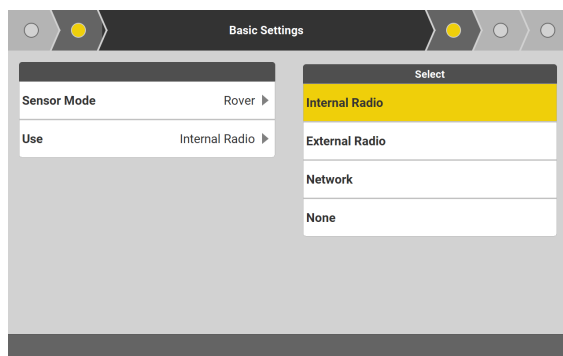 Basic Settings
Sensor Mode Rover
Use Internal Radio
Select
Internal Radio
External Radio
Network
None